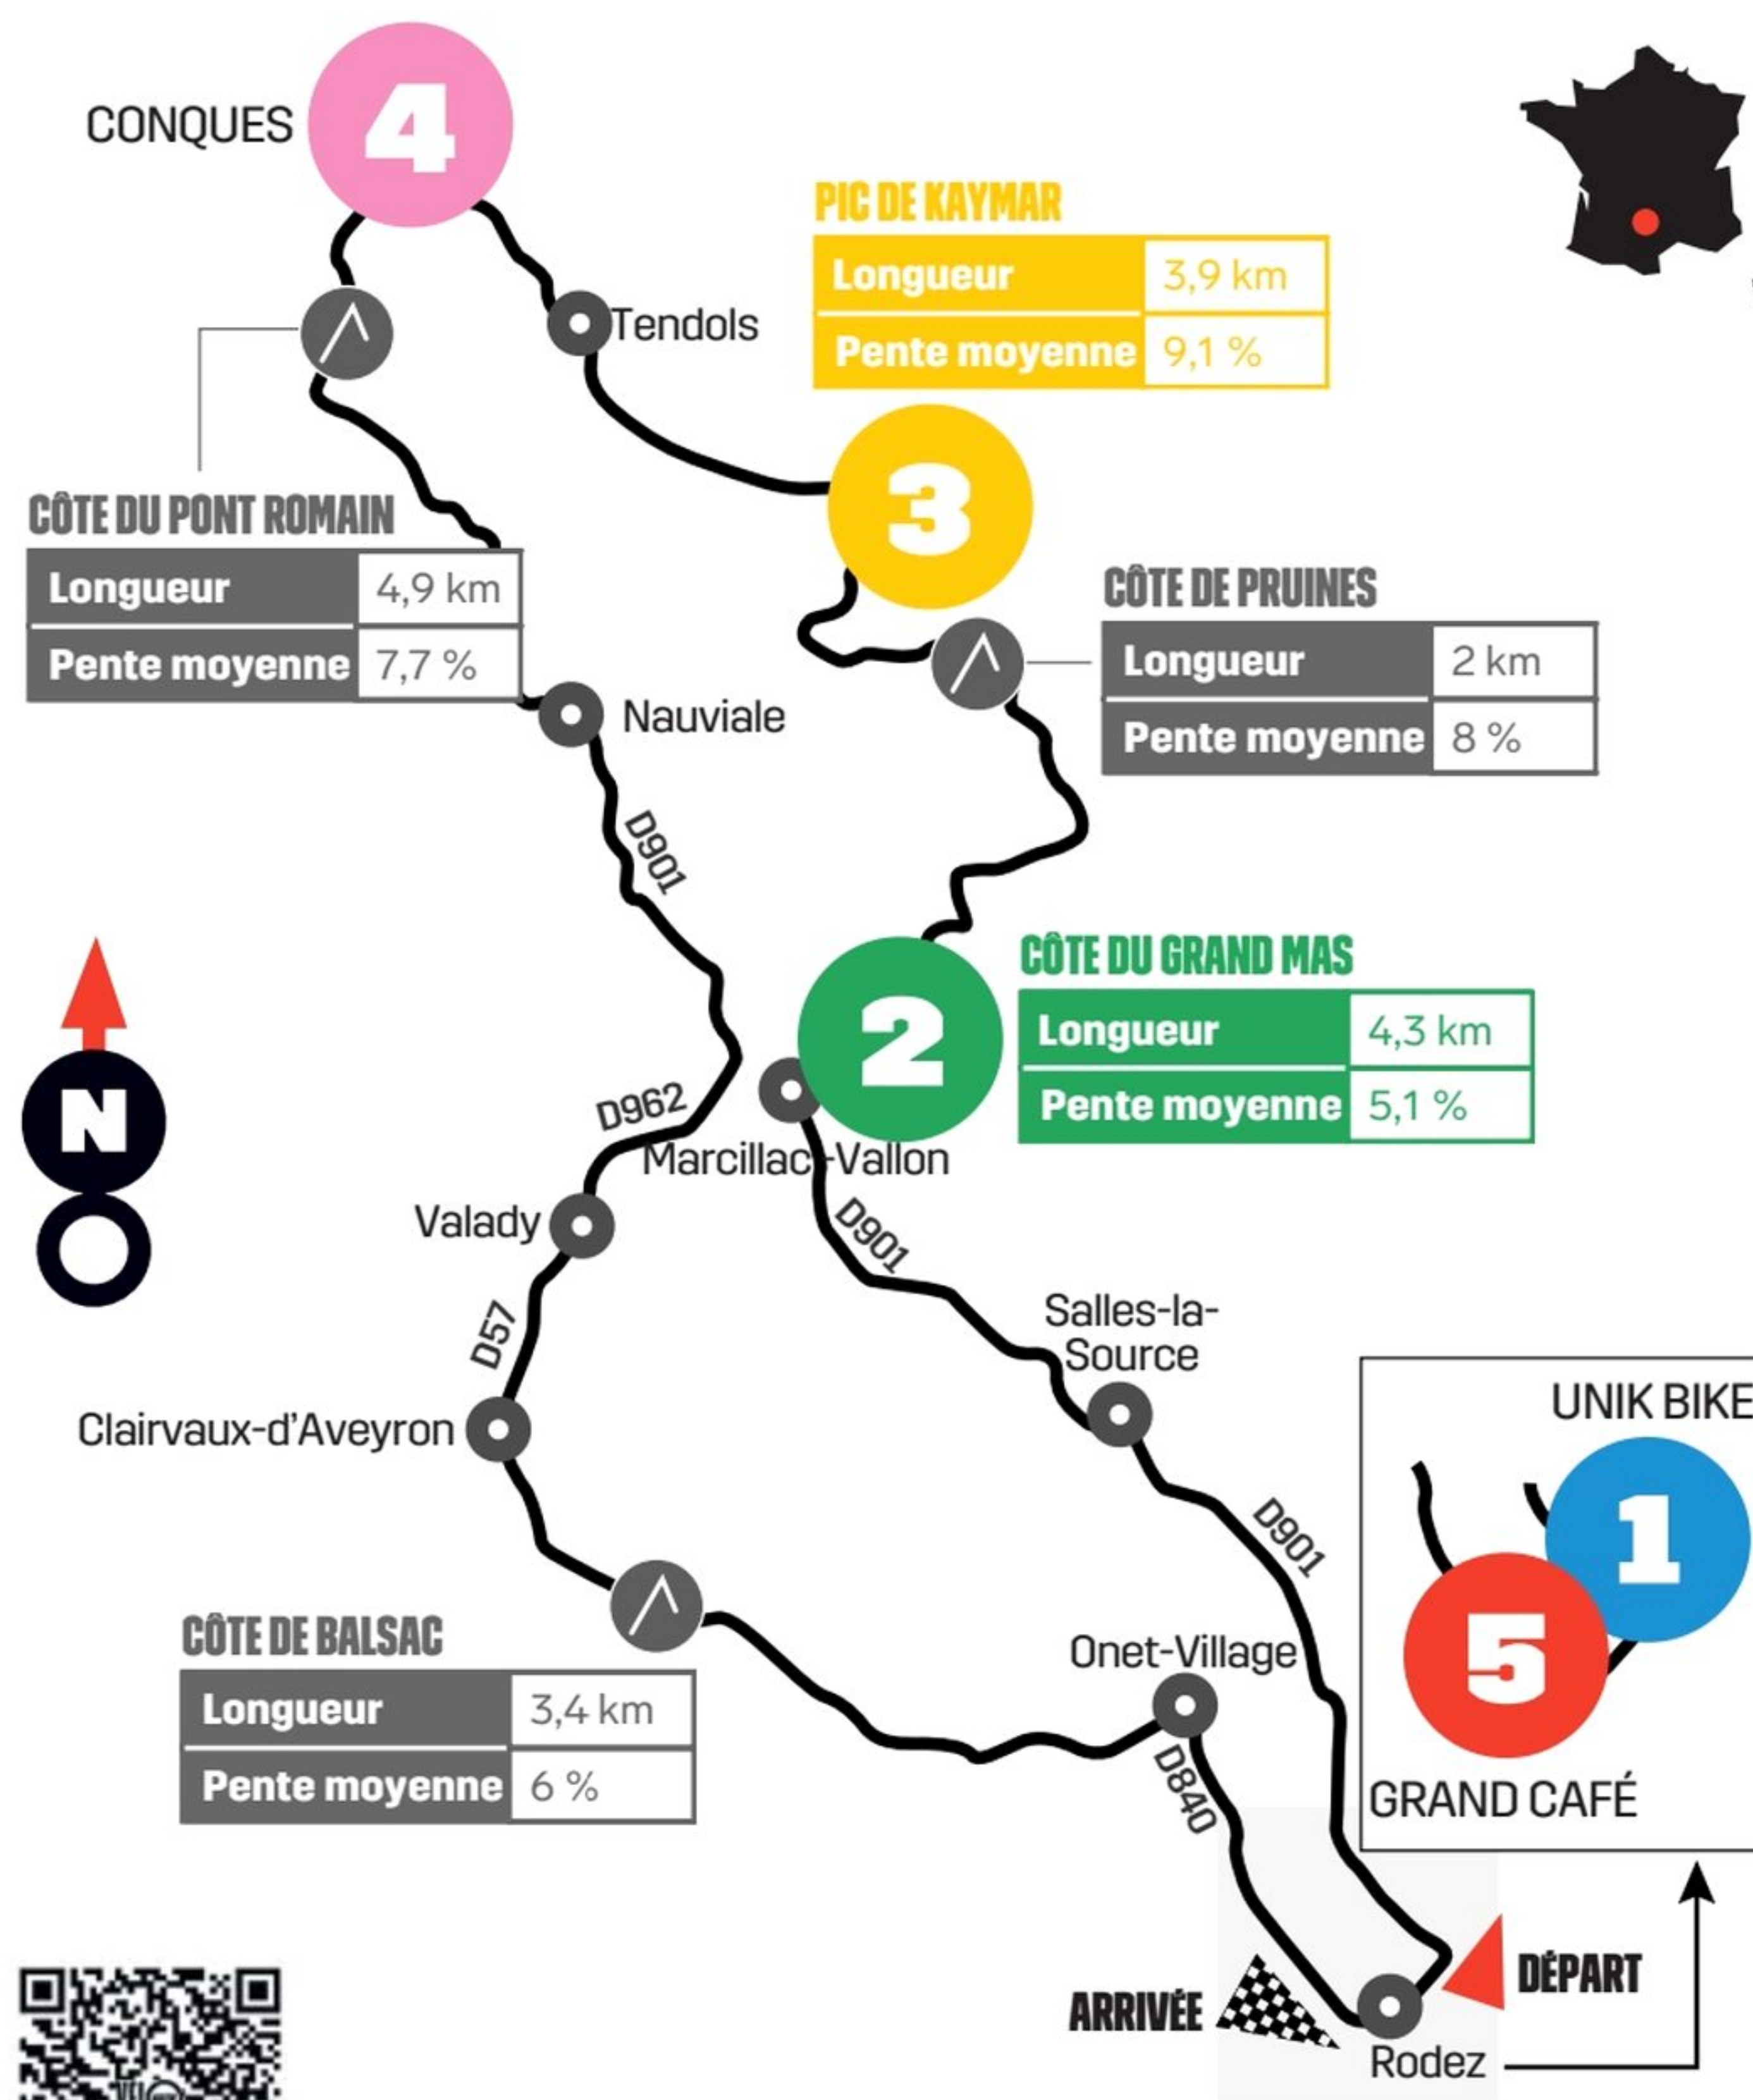 CONQUES
4
PIC DE KAYMAR
Longueur 3,9 km
Pente moyenne 9,1 %
Tendols
3
CÔTE DU PONT ROMAIN
Longueur 4,9 km
Pente moyenne 7,7 %
CÔTE DE PRUINES
Longueur 2 km
Pente moyenne 8 %
Nauviale
D901
CÔTE DU GRAND MAS
Longueur 4,3 km
Pente moyenne 5,1 %
2
N
D962
Marcillac-Vallon
Valady
D901
D57
Salles-la-
Source
Clairvaux-d'Aveyron
UNIK BIKE
1
5
GRAND CAFÉ
D901
CÔTE DE BALSAC
Longueur 3,4 km
Pente moyenne 6 %
Onet-Village
D840
DÉPART
ARRIVÉE
Rodez